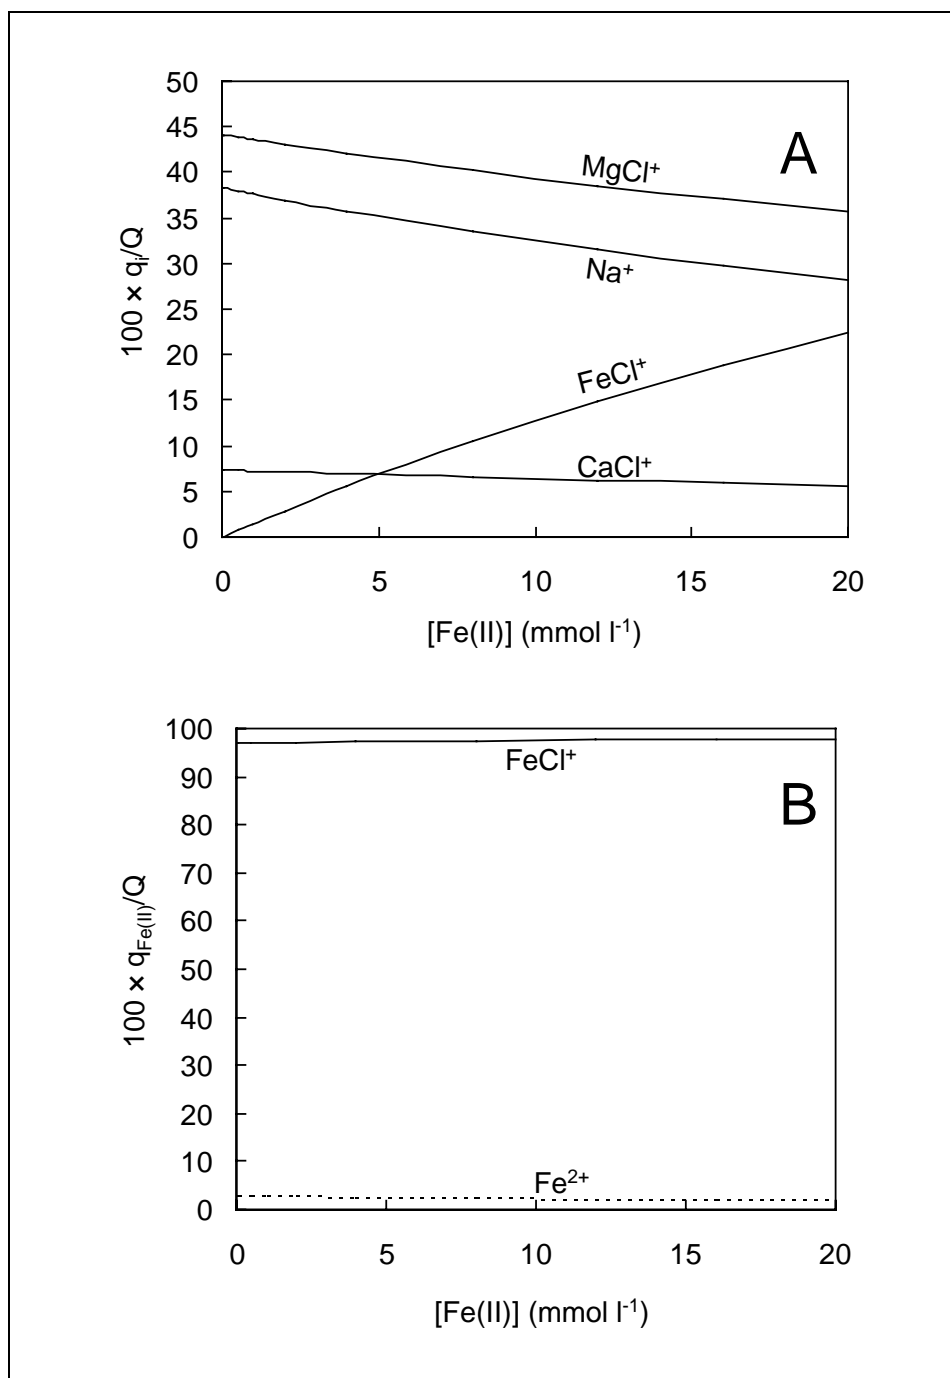 50
45
40
35
30
25
20
15
10
5
0
100 × qᵢ/Q
A
MgCl⁺
Na⁺
FeCl⁺
CaCl⁺
0 5 10 15 20
[Fe(II)] (mmol l⁻¹)
100
90
80
70
60
50
40
30
20
10
0
100 × q_Fe(II)/Q
FeCl⁺
B
Fe²⁺
0 5 10 15 20
[Fe(II)] (mmol l⁻¹)